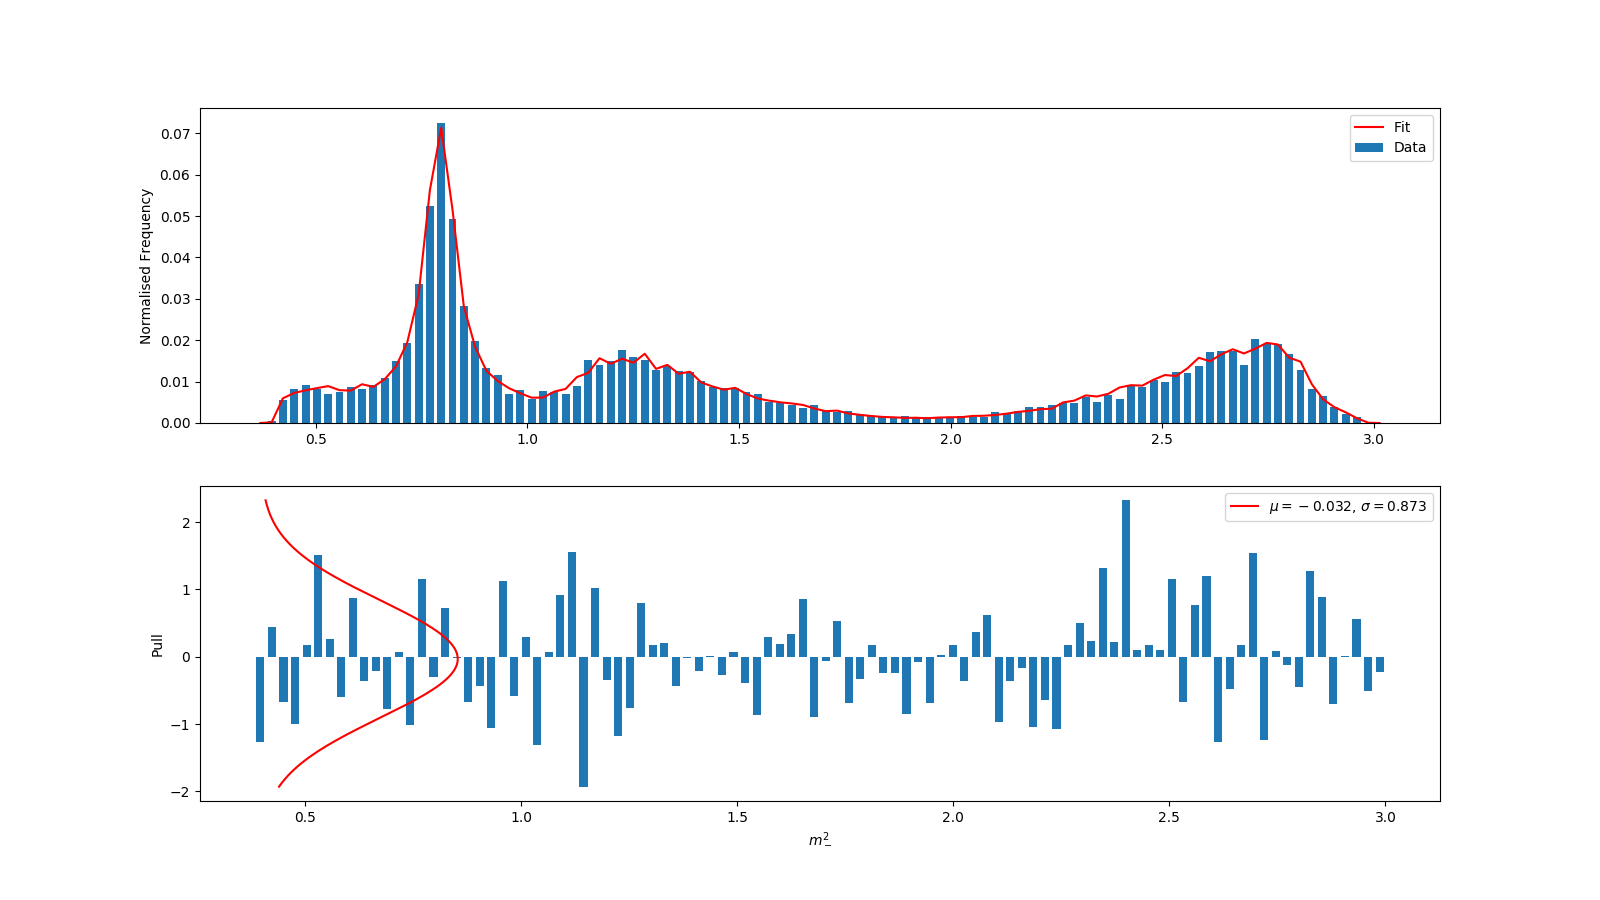 0.07
0.06
0.05
0.04
0.03
0.02
0.01
0.00
Normalised Frequency
Fit
Data
0.5 1.0 1.5 2.0 2.5 3.0
2
1
0
−1
−2
Pull
μ = −0.032, σ = 0.873
0.5 1.0 1.5 2.0 2.5 3.0
m²₋